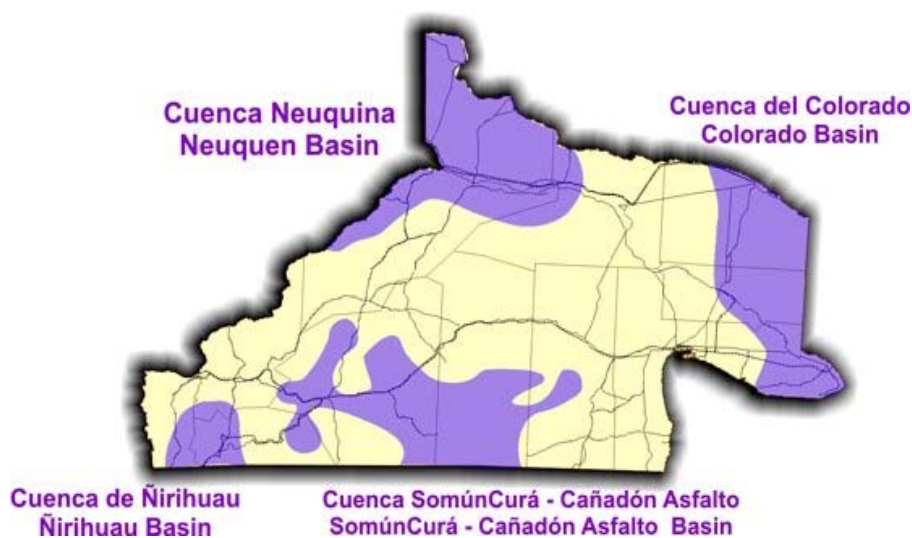 Cuenca Neuquina
Neuquen Basin
Cuenca del Colorado
Colorado Basin
Cuenca de Ñirihuau
Ñirihuau Basin
Cuenca SomúnCurá - Cañadón Asfalto
SomúnCurá - Cañadón Asfalto Basin